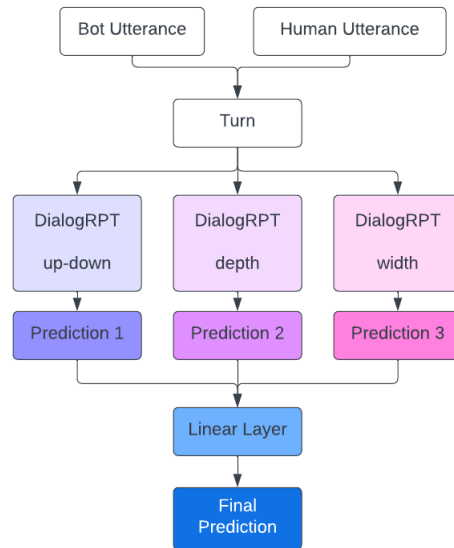 Bot Utterance
Human Utterance
Turn
DialogRPT
up-down
DialogRPT
depth
DialogRPT
width
Prediction 1
Prediction 2
Prediction 3
Linear Layer
Final
Prediction